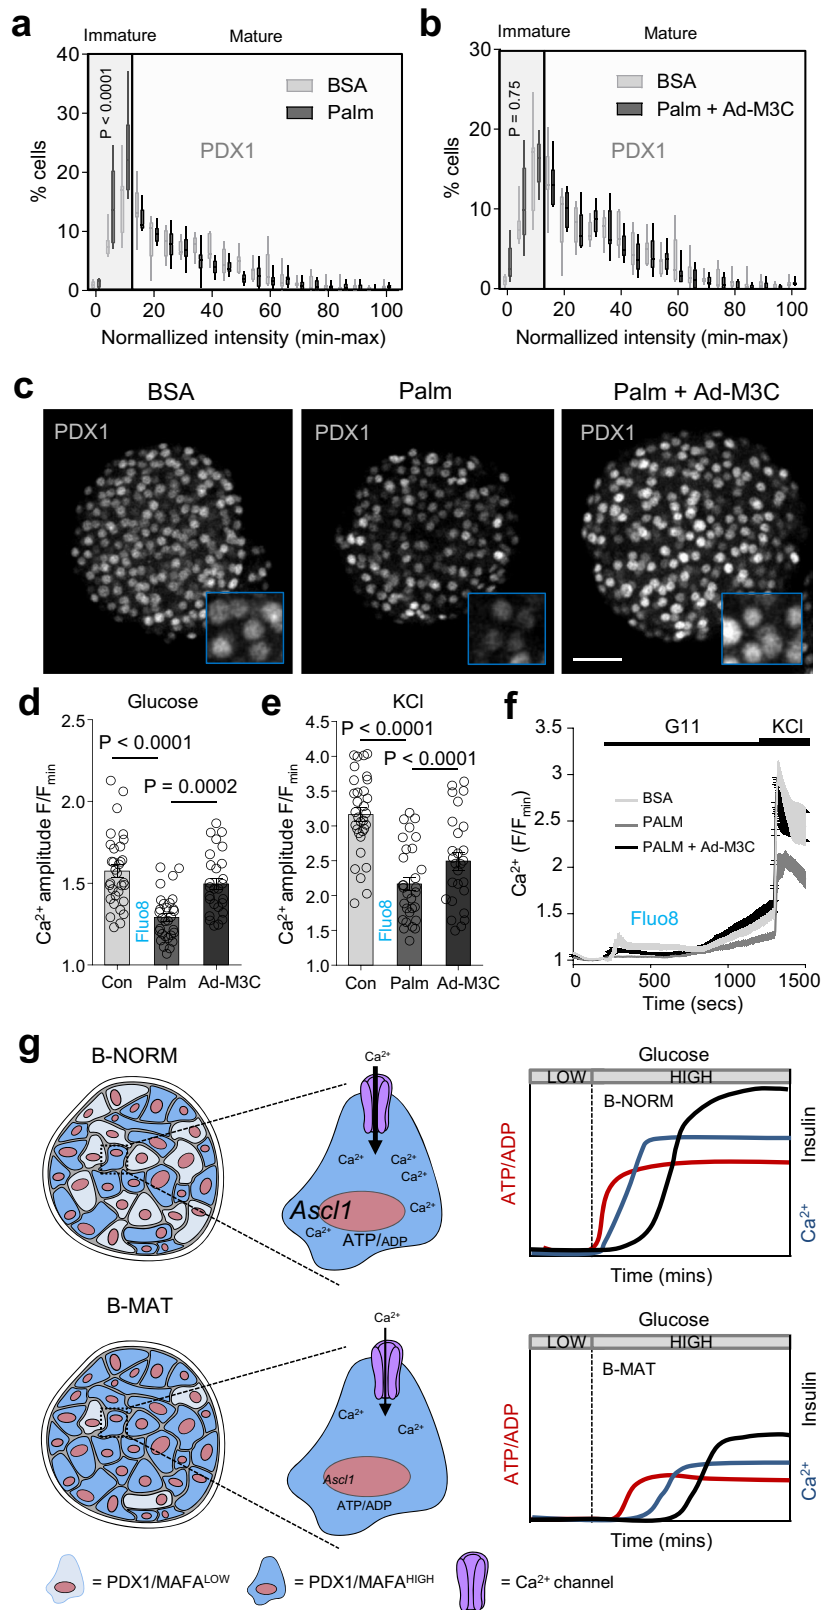 a
Immature
Mature
40
30
20
10
0
% cells
P < 0.0001
BSA
Palm
PDX1
0 20 40 60 80 100
Normallized intensity (min-max)
b
Immature
Mature
30
20
10
0
% cells
P = 0.75
BSA
Palm + Ad-M3C
PDX1
0 20 40 60 80 100
Normallized intensity (min-max)
c
BSA
Palm
Palm + Ad-M3C
PDX1
PDX1
PDX1
d
Glucose
2.5
2.0
1.5
1.0
Ca²⁺ amplitude F/Fmin
P < 0.0001
P = 0.0002
Fluo8
Con Palm Ad-M3C
e
KCl
4.5
4.0
3.5
3.0
2.5
2.0
1.5
1.0
Ca²⁺ amplitude F/Fmin
P < 0.0001
P < 0.0001
Fluo8
Con Palm Ad-M3C
f
3.5
3
2.5
2
1.5
1
Ca²⁺ (F/Fmin)
G11
KCl
BSA
PALM
PALM + Ad-M3C
Fluo8
0 500 1000 1500
Time (secs)
g
B-NORM
Ca²⁺
Ca²⁺
Ca²⁺
Ca²⁺
Ca²⁺
Ca²⁺
Ascl1
ATP/ADP
Glucose
LOW
HIGH
B-NORM
ATP/ADP
Insulin
Ca²⁺
Time (mins)
B-MAT
Ca²⁺
Ca²⁺
Ca²⁺
Ascl1
ATP/ADP
Glucose
LOW
HIGH
B-MAT
ATP/ADP
Insulin
Ca²⁺
Time (mins)
= PDX1/MAFA^LOW
= PDX1/MAFA^HIGH
= Ca²⁺ channel